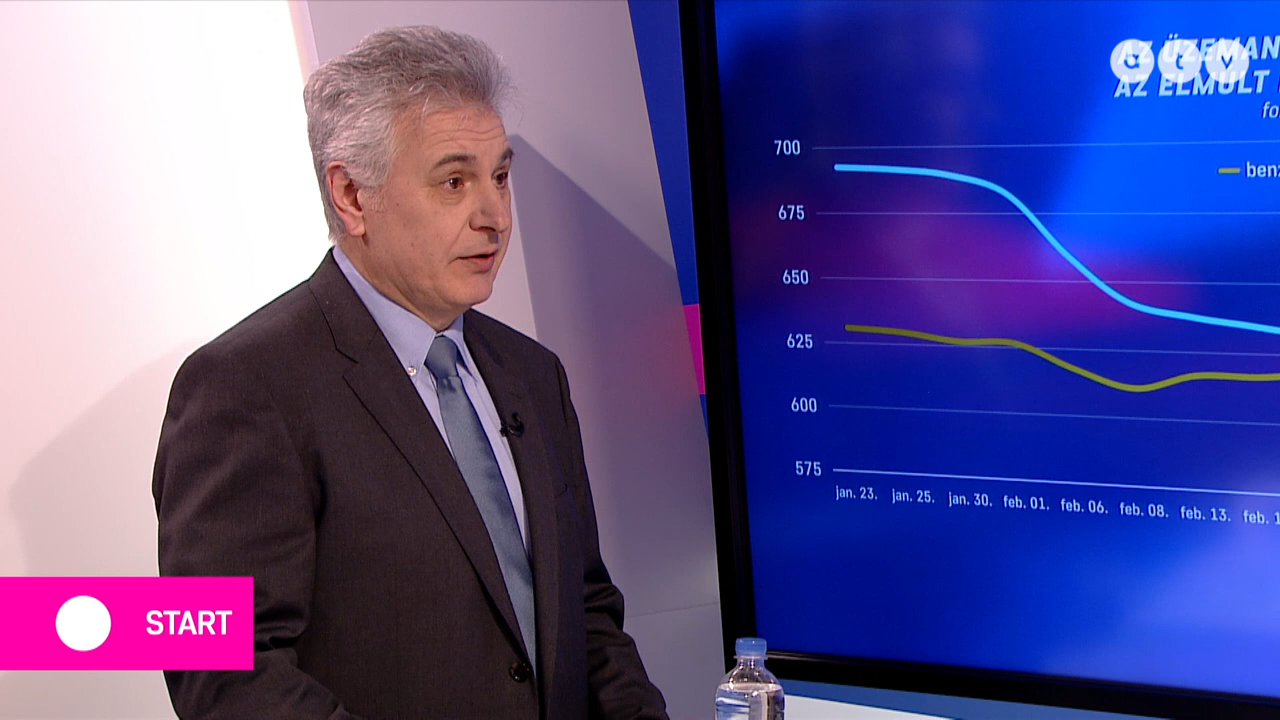 AZ ÜZEMAN
AZ ELMÚLT
fo
700
benz
675
650
625
600
575
jan. 23. jan. 25. jan. 30. feb. 01. feb. 06. feb. 08. feb. 13. feb. 1
START
atv